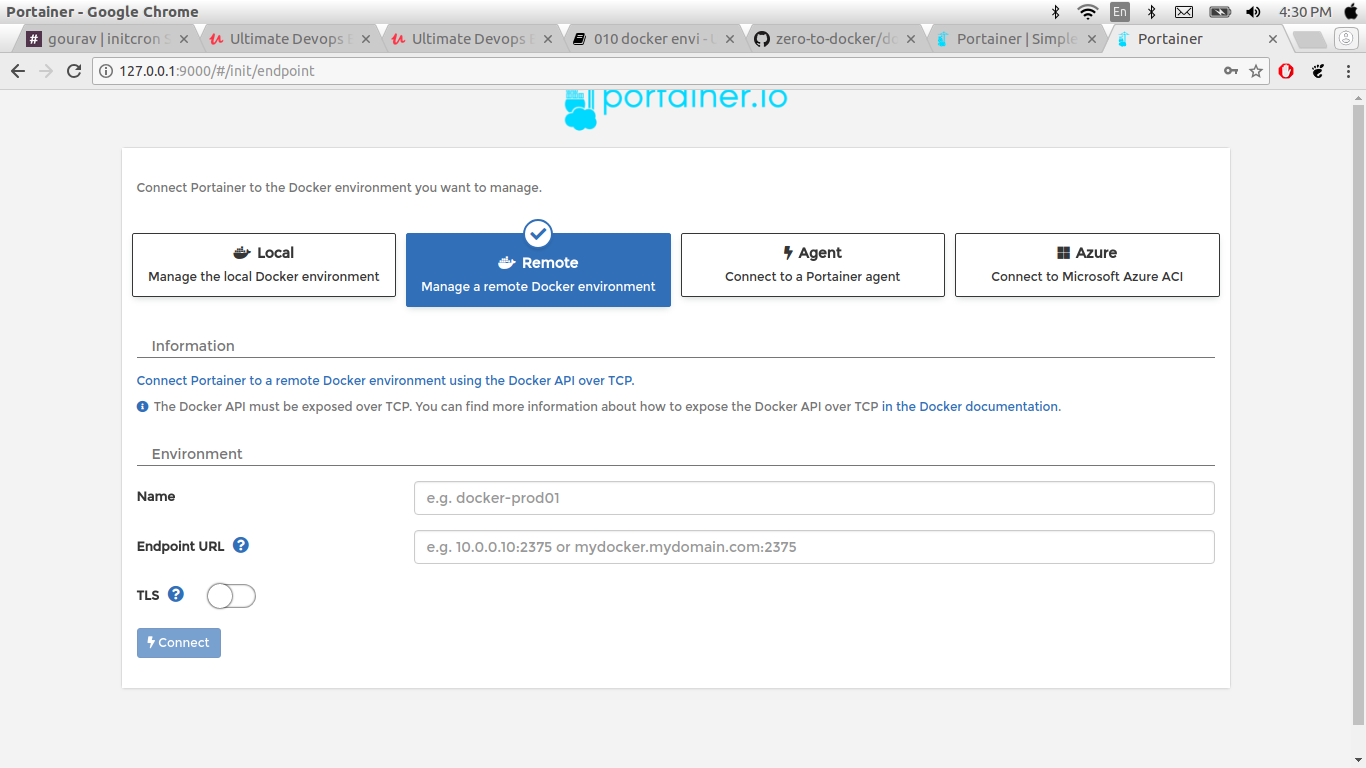 Portainer - Google Chrome
En
4:30 PM
# gourav | initcron S
Ultimate Devops B
Ultimate Devops B
010 docker envi - U
zero-to-docker/do
Portainer | Simple
Portainer
127.0.0.1:9000/#/init/endpoint
portainer.io
Connect Portainer to the Docker environment you want to manage.
Local
Manage the local Docker environment
Remote
Manage a remote Docker environment
Agent
Connect to a Portainer agent
Azure
Connect to Microsoft Azure ACI
Information
Connect Portainer to a remote Docker environment using the Docker API over TCP.
The Docker API must be exposed over TCP. You can find more information about how to expose the Docker API over TCP in the Docker documentation.
Environment
Name
e.g. docker-prod01
Endpoint URL
e.g. 10.0.0.10:2375 or mydocker.mydomain.com:2375
TLS
Connect